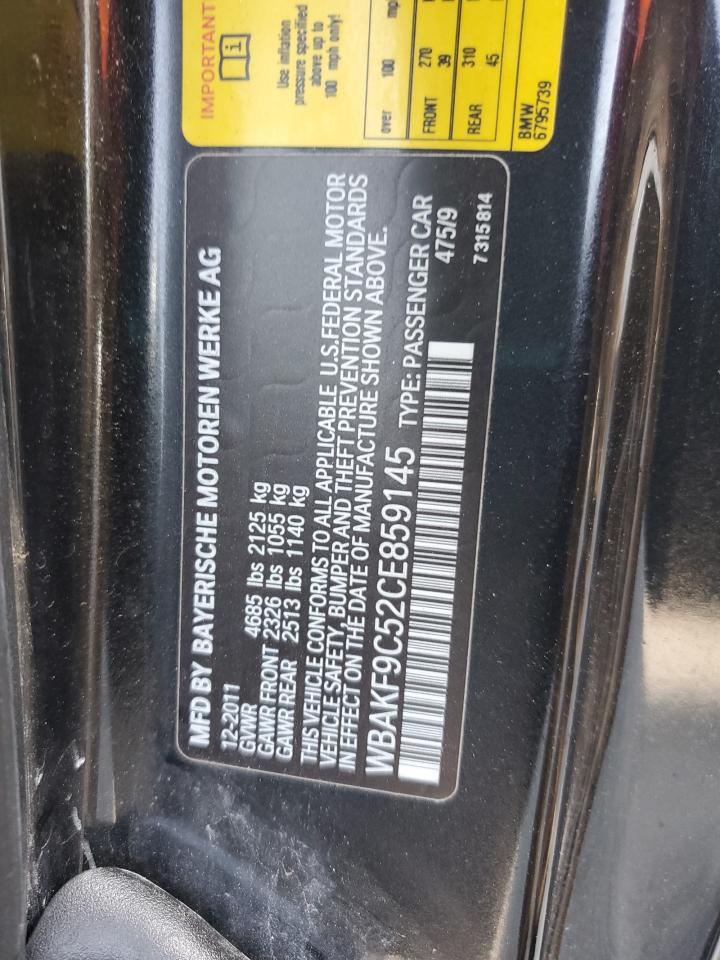 MFD BY BAYERISCHE MOTOREN WERKE AG
12-2011
GVWR 4685 lbs 2125 kg
GAWR FRONT 2326 lbs 1055 kg
GAWR REAR 2513 lbs 1140 kg
THIS VEHICLE CONFORMS TO ALL APPLICABLE U.S.FEDERAL MOTOR
VEHICLE SAFETY, BUMPER AND THEFT PREVENTION STANDARDS
IN EFFECT ON THE DATE OF MANUFACTURE SHOWN ABOVE.
WBAKF9C52CE859145 TYPE: PASSENGER CAR
475/9
7 315 814
IMPORTANT
Use inflation
pressure specified
above up to
100 mph only!
over 100
FRONT 270
39
REAR 310
45
BMW
6795739